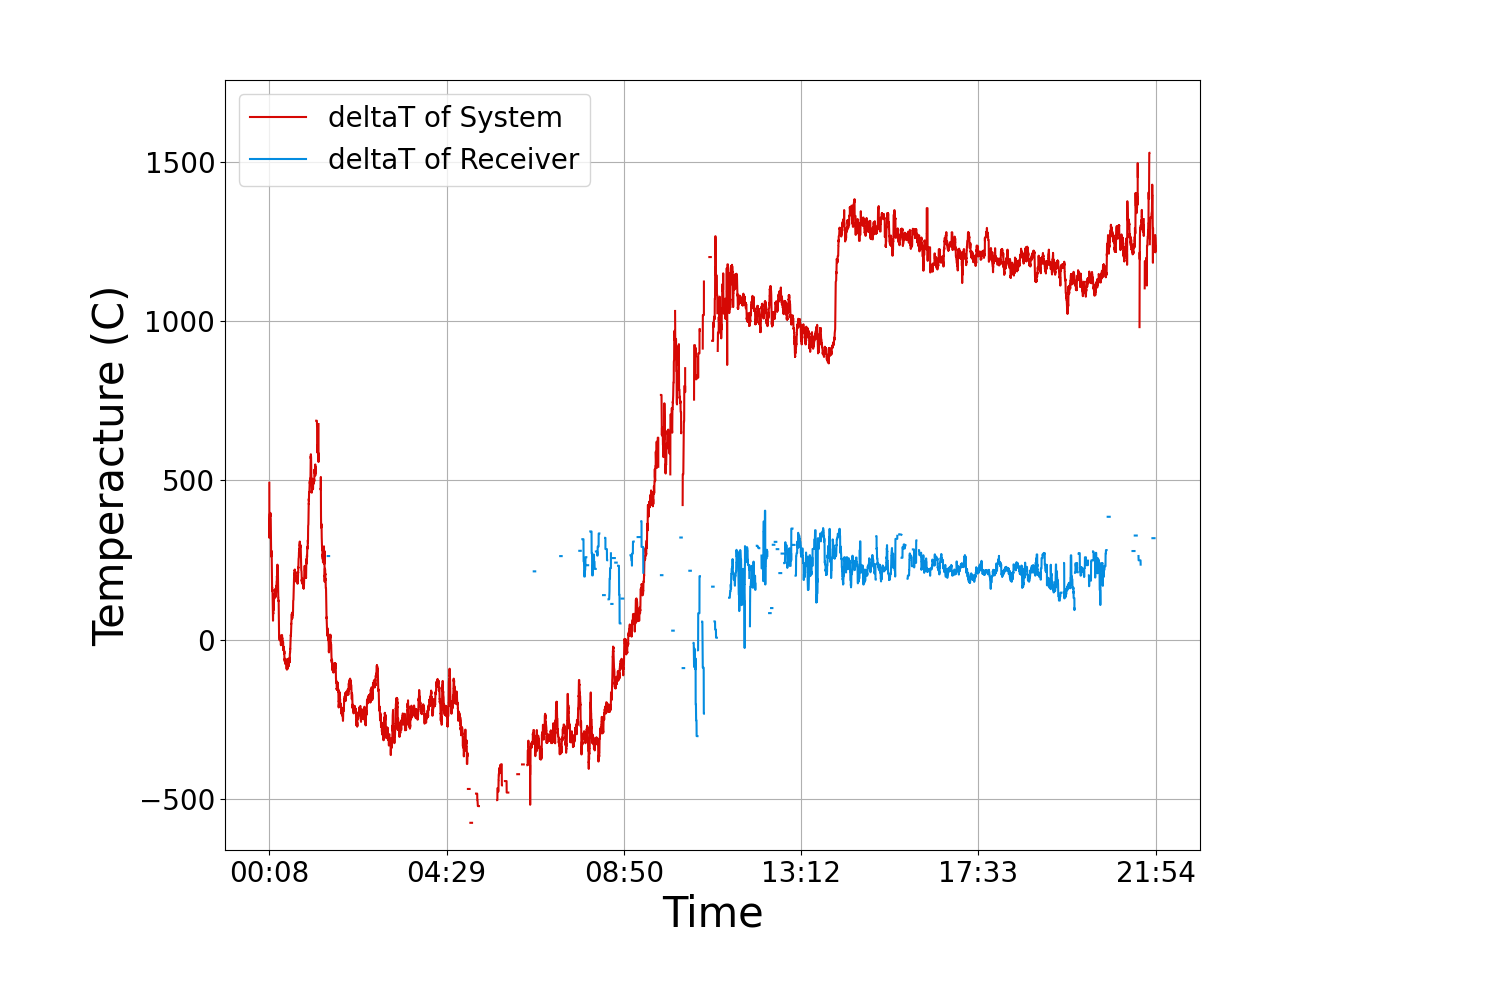 deltaT of System
deltaT of Receiver
1500
1000
500
0
−500
Temperacture (C)
00:08 04:29 08:50 13:12 17:33 21:54
Time